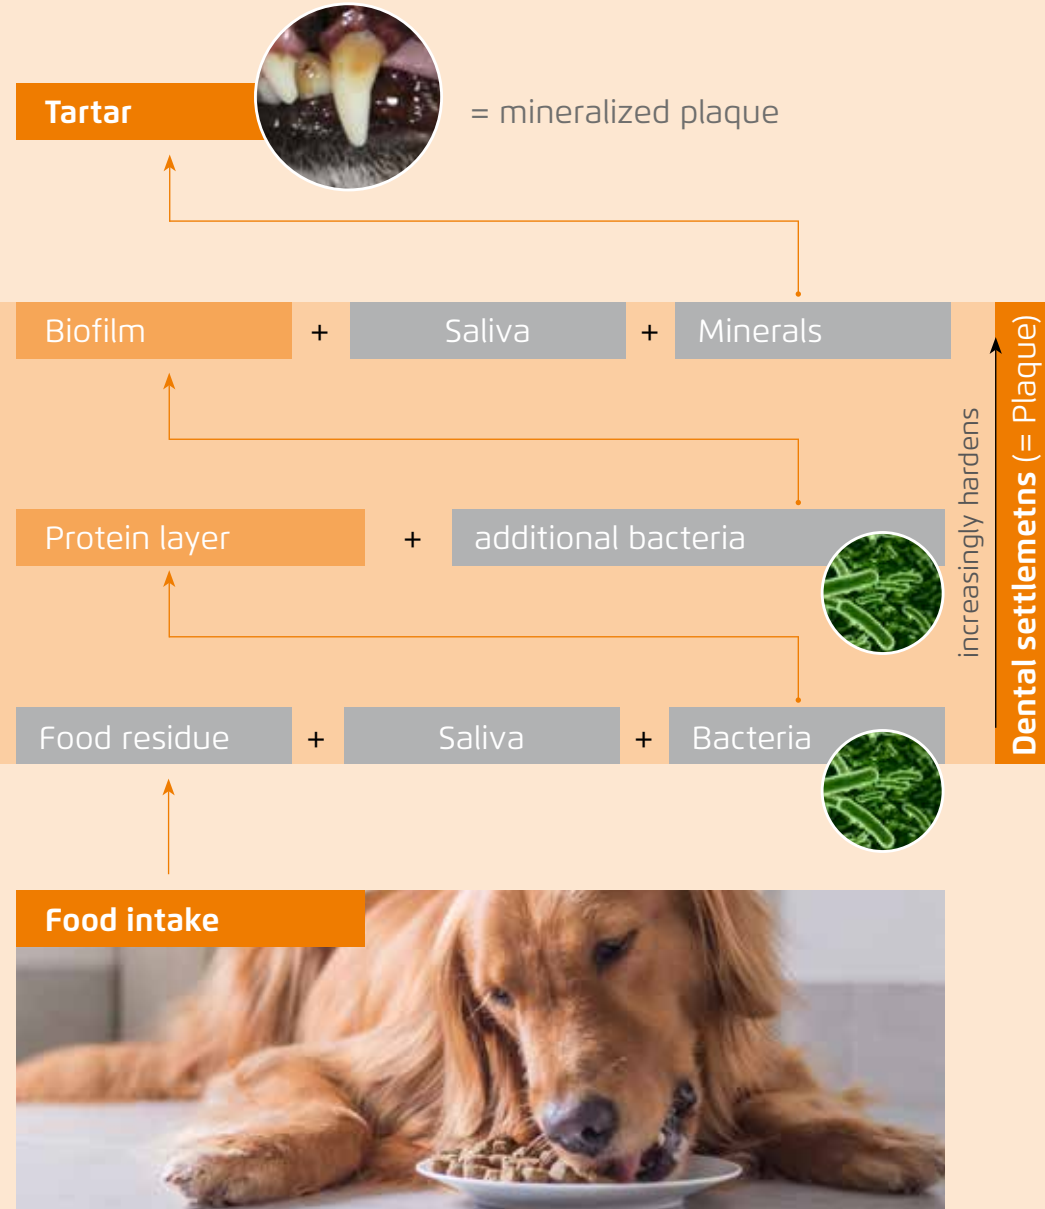 Tartar
= mineralized plaque
Biofilm + Saliva + Minerals
Protein layer + additional bacteria
Food residue + Saliva + Bacteria
increasingly hardens
Dental settlemetns (= Plaque)
Food intake